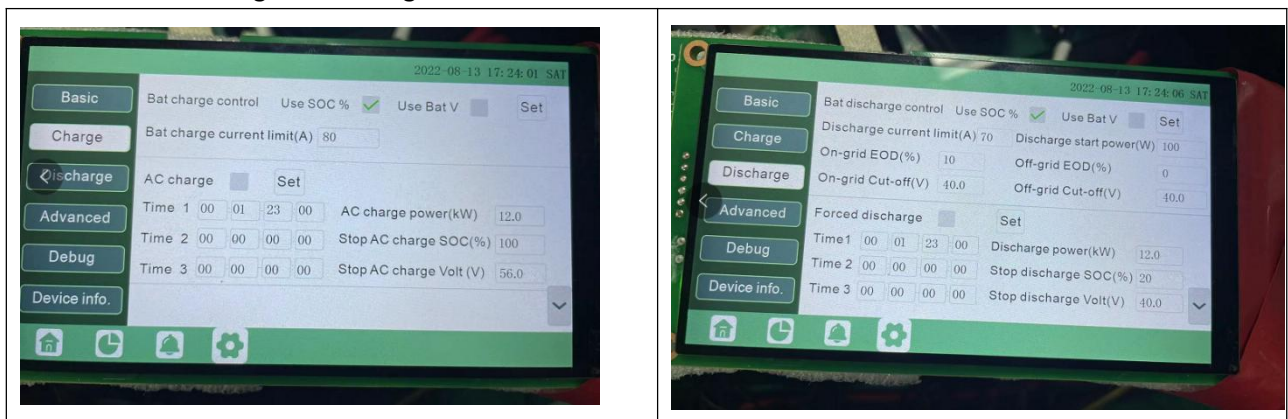 2022-08-13 17:24:01 SAT
Basic
Charge
Discharge
Advanced
Debug
Device info.
Bat charge control Use SOC % Use Bat V Set
Bat charge current limit(A) 80
AC charge Set
Time 1 00 01 23 00 AC charge power(kW) 12.0
Time 2 00 00 00 00 Stop AC charge SOC(%) 100
Time 3 00 00 00 00 Stop AC charge Volt (V) 56.0
2022-08-13 17:24:06 SAT
Basic
Charge
Discharge
Advanced
Debug
Device info.
Bat discharge control Use SOC % Use Bat V Set
Discharge current limit(A) 70 Discharge start power(W) 100
On-grid EOD(%) 10 Off-grid EOD(%) 0
On-grid Cut-off(V) 40.0 Off-grid Cut-off(V) 40.0
Forced discharge Set
Time1 00 01 23 00 Discharge power(kW) 12.0
Time 2 00 00 00 00 Stop discharge SOC(%) 20
Time 3 00 00 00 00 Stop discharge Volt(V) 40.0